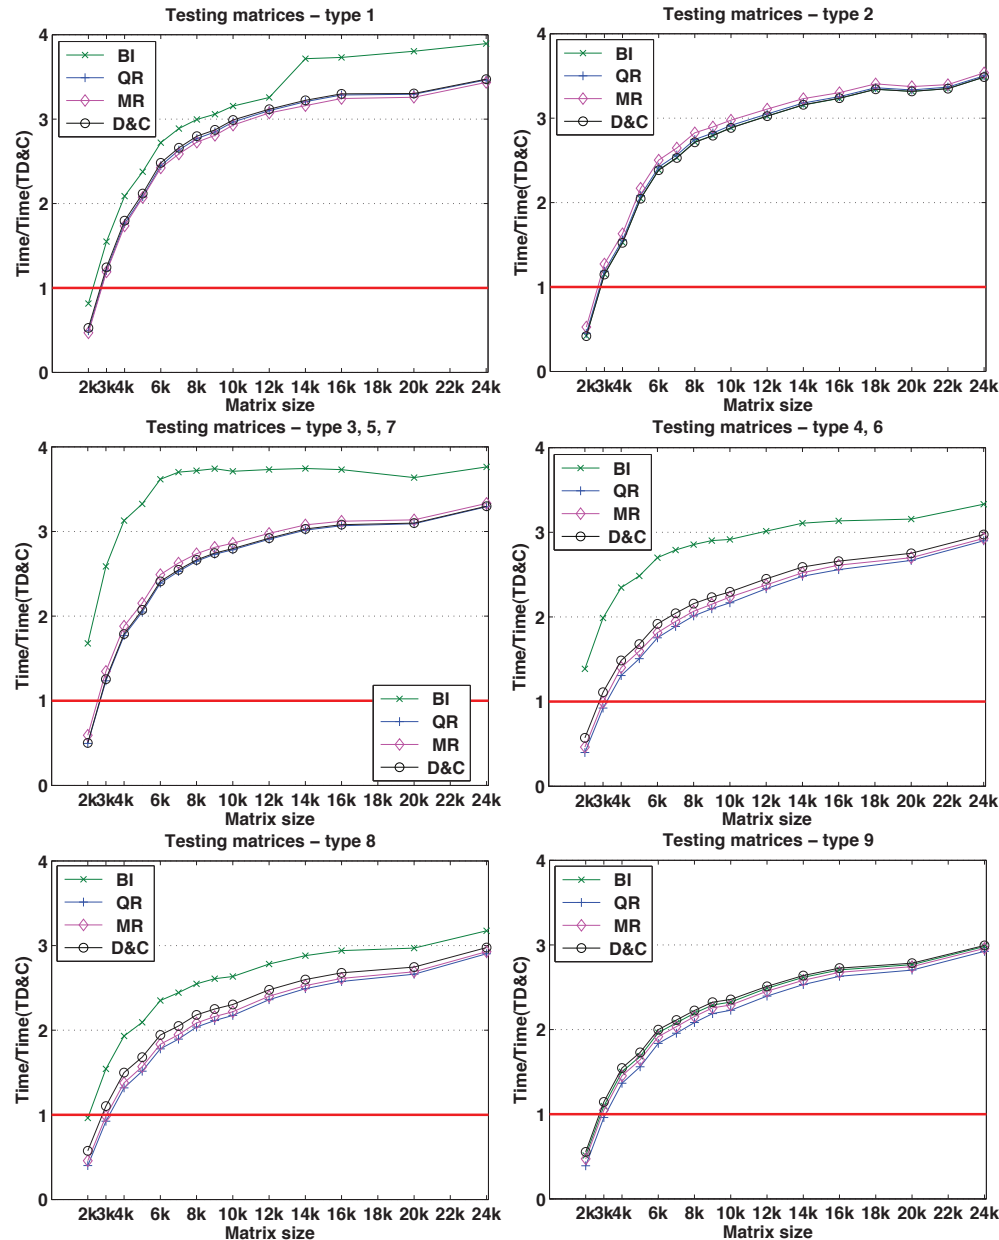 Testing matrices – type 1
Time/Time(TD&C)
4
3
2
1
0
BI
QR
MR
D&C
2k3k4k 6k 8k 10k 12k 14k 16k 20k 24k
Matrix size
Testing matrices – type 2
Time/Time(TD&C)
4
3
2
1
0
BI
QR
MR
D&C
2k3k4k 6k 8k 10k 12k 14k 16k 18k 20k 22k 24k
Matrix size
Testing matrices – type 3, 5, 7
Time/Time(TD&C)
4
3
2
1
0
BI
QR
MR
D&C
2k3k4k 6k 8k 10k 12k 14k 16k 20k 24k
Matrix size
Testing matrices – type 4, 6
Time/Time(TD&C)
4
3
2
1
0
BI
QR
MR
D&C
2k3k4k 6k 8k 10k 12k 14k 16k 18k 20k 22k 24k
Matrix size
Testing matrices – type 8
Time/Time(TD&C)
4
3
2
1
0
BI
QR
MR
D&C
2k3k4k 6k 8k 10k 12k 14k 16k 18k 20k 22k 24k
Matrix size
Testing matrices – type 9
Time/Time(TD&C)
4
3
2
1
0
BI
QR
MR
D&C
2k3k4k 6k 8k 10k 12k 14k 16k 18k 20k 22k 24k
Matrix size